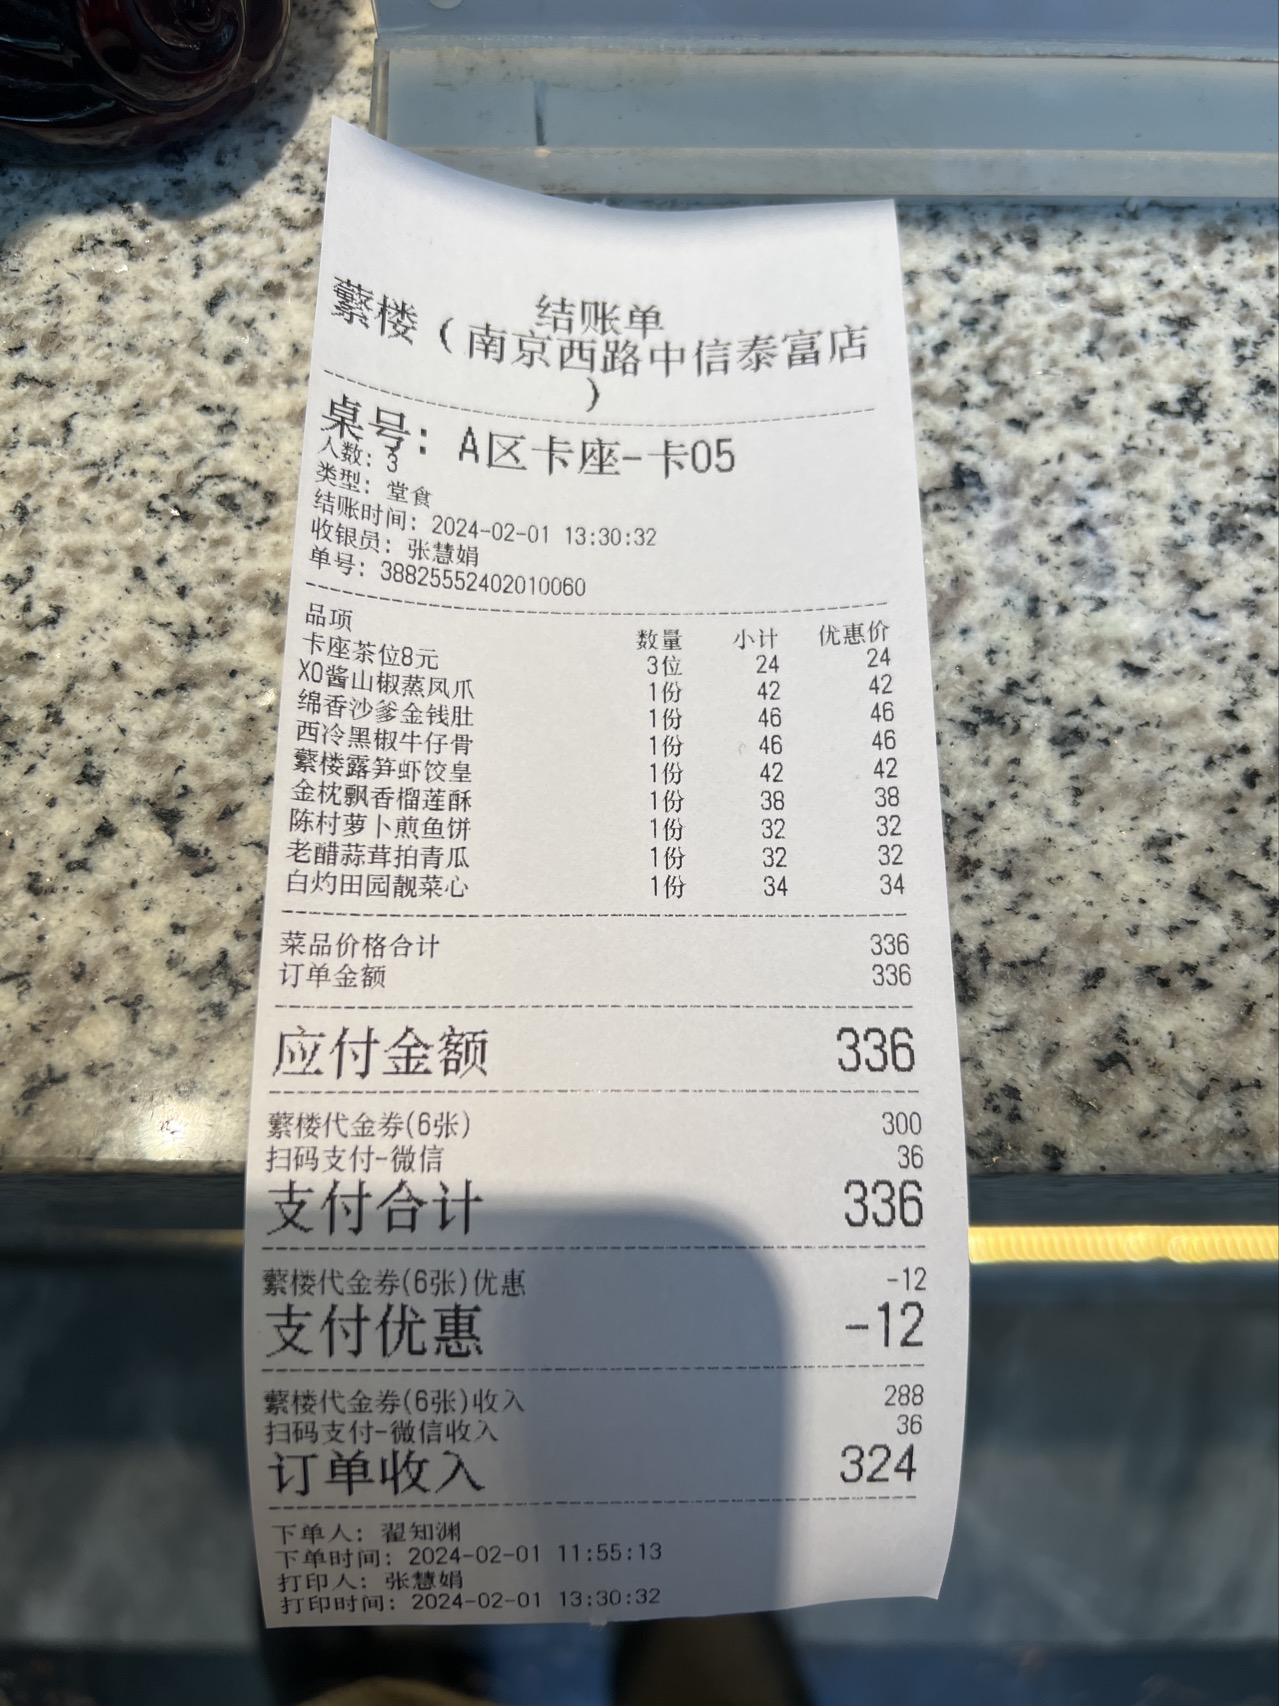 结账单
蘩楼（南京西路中信泰富店
）
桌号：A区卡座-卡05
人数：3
类型：堂食
结账时间：2024-02-01 13:30:32
收银员：张慧娟
单号：38825552402010060
品项 数量 小计 优惠价
卡座茶位8元 3位 24 24
XO酱山椒蒸凤爪 1份 42 42
绵香沙爹金钱肚 1份 46 46
西冷黑椒牛仔骨 1份 46 46
蘩楼露笋虾饺皇 1份 42 42
金枕飘香榴莲酥 1份 38 38
陈村萝卜煎鱼饼 1份 32 32
老醋蒜茸拍青瓜 1份 32 32
白灼田园靓菜心 1份 34 34
菜品价格合计 336
订单金额 336
应付金额 336
蘩楼代金券(6张) 300
扫码支付-微信 36
支付合计 336
蘩楼代金券(6张)优惠 -12
支付优惠 -12
蘩楼代金券(6张)收入 288
扫码支付-微信收入 36
订单收入 324
下单人：翟知渊
下单时间：2024-02-01 11:55:13
打印人：张慧娟
打印时间：2024-02-01 13:30:32